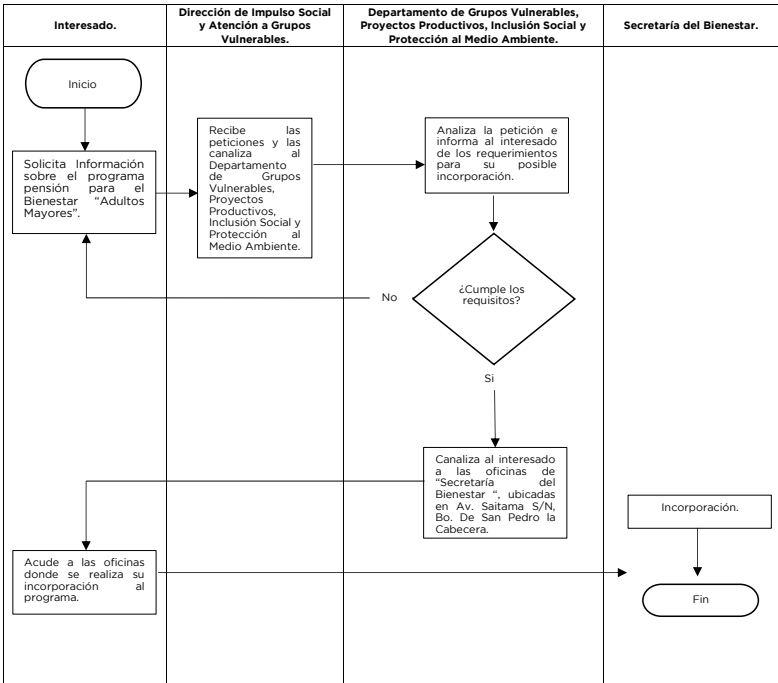 Interesado.
Dirección de Impulso Social
y Atención a Grupos
Vulnerables.
Departamento de Grupos Vulnerables,
Proyectos Productivos, Inclusión Social y
Protección al Medio Ambiente.
Secretaría del Bienestar.
Inicio
Solicita Información
sobre el programa
pensión para el
Bienestar “Adultos
Mayores”.
Recibe las
peticiones y las
canaliza al
Departamento
de Grupos
Vulnerables,
Proyectos
Productivos,
Inclusión Social y
Protección al
Medio Ambiente.
Analiza la petición e
informa al interesado
de los requerimientos
para su posible
incorporación.
¿Cumple los
requisitos?
No
Si
Canaliza al interesado
a las oficinas de
“Secretaría del
Bienestar “, ubicadas
en Av. Saitama S/N,
Bo. De San Pedro la
Cabecera.
Incorporación.
Acude a las oficinas
donde se realiza su
incorporación al
programa.
Fin